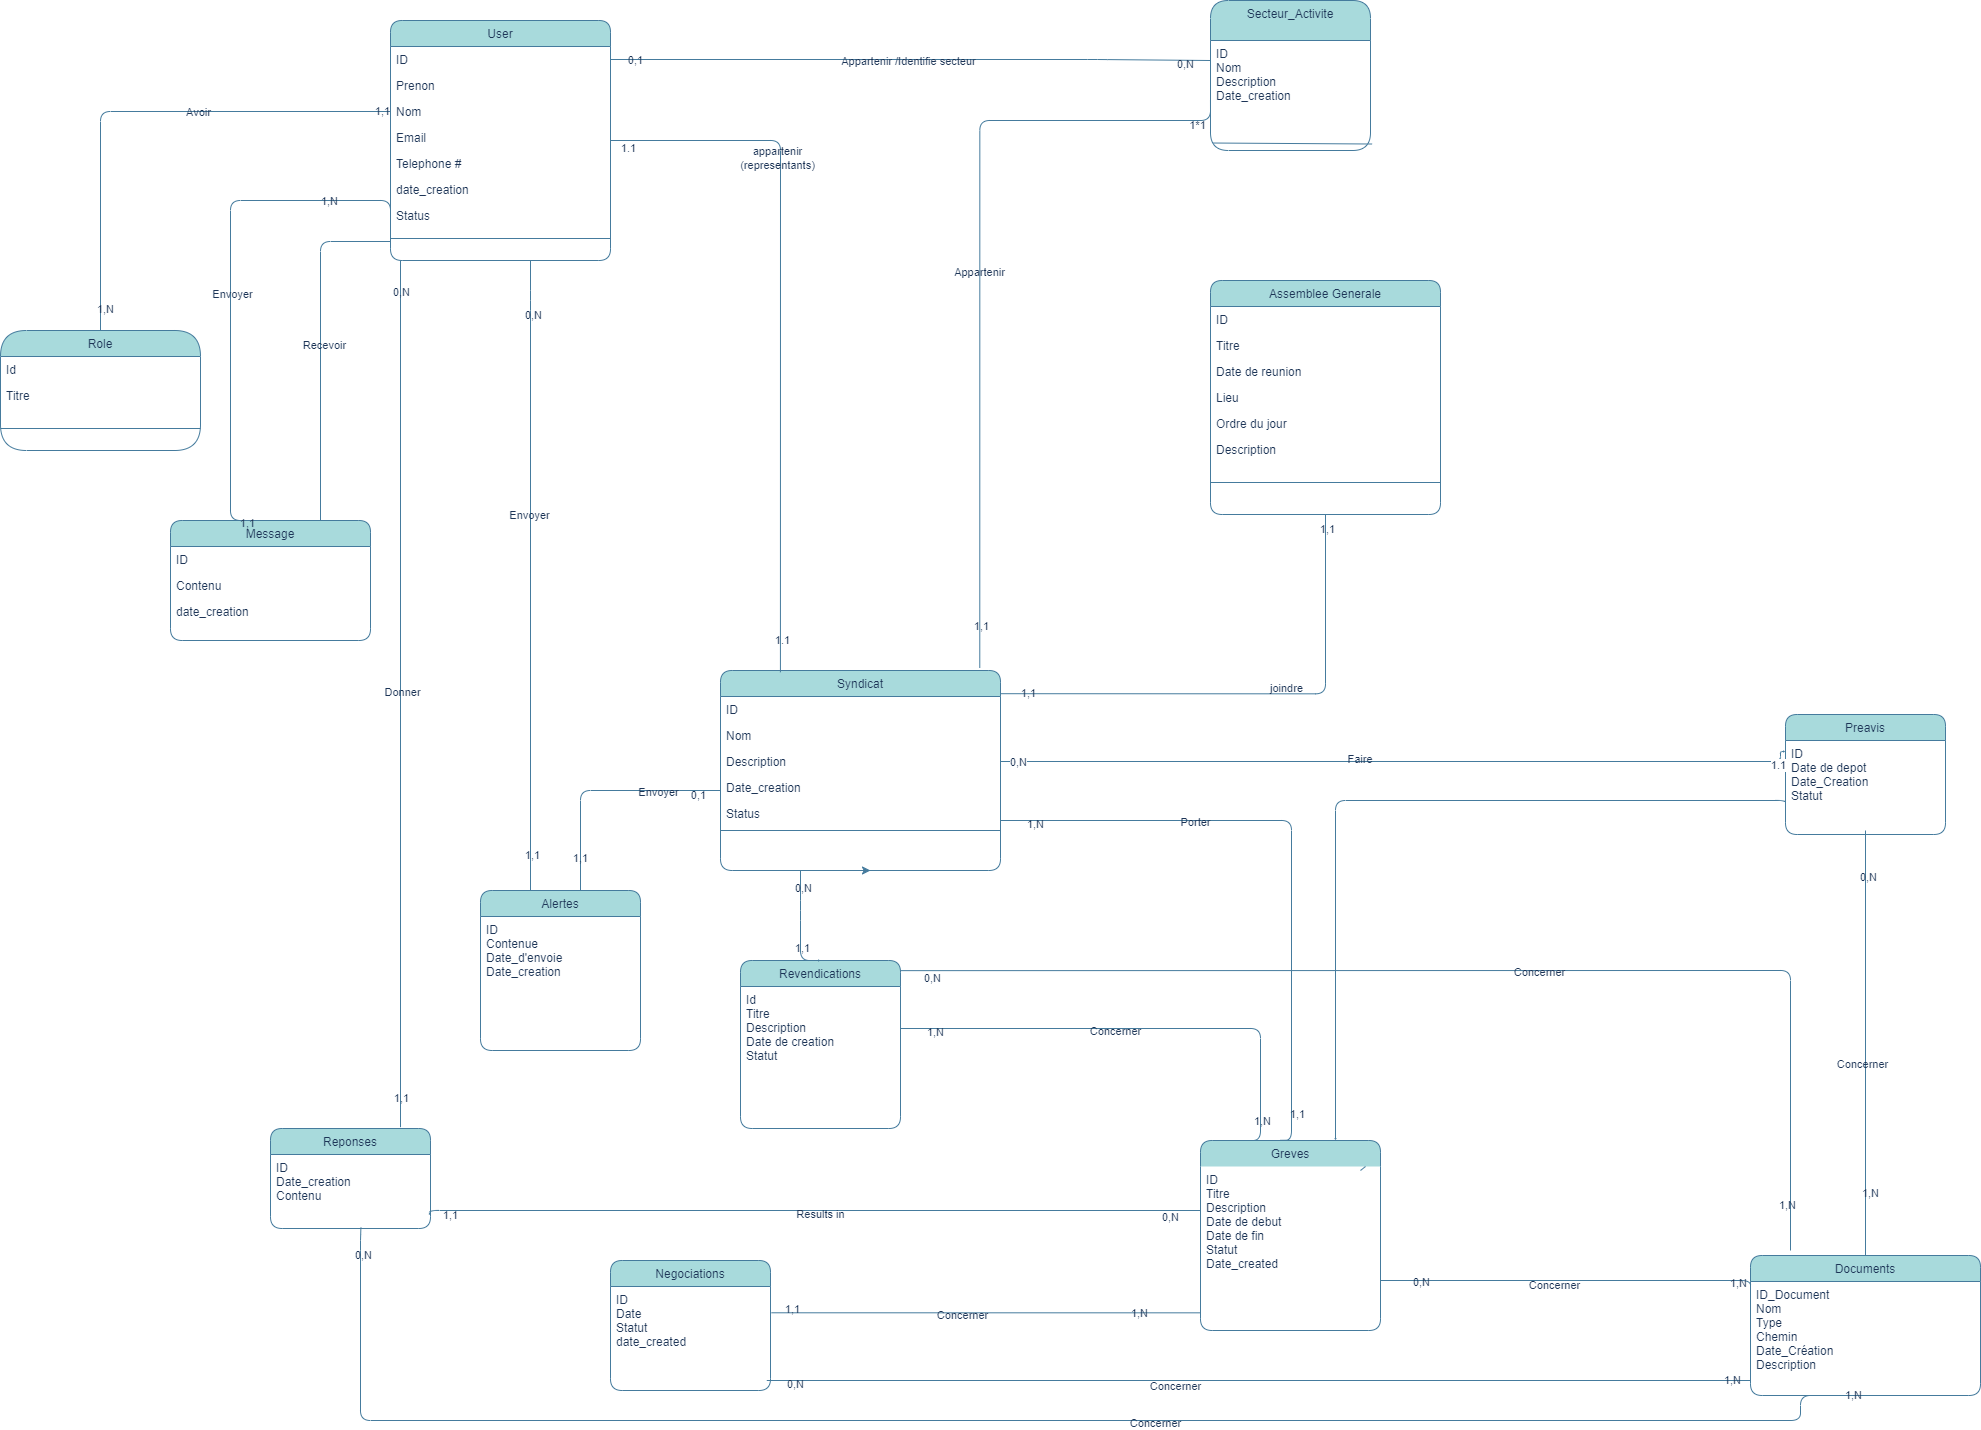 User
ID
Prenon
Nom
Email
Telephone #
date_creation
Status
0,1
Appartenir /Identifie secteur
0,N
Secteur_Activite
ID
Nom
Description
Date_creation
1*1
Avoir
1,1
1,N
1.1
appartenir
(representants)
1,N
Envoyer
Recevoir
0,N
0,N
Appartenir
Role
Id
Titre
Assemblee Generale
ID
Titre
Date de reunion
Lieu
Ordre du jour
Description
1,1
1,1
Message
ID
Contenu
date_creation
Envoyer
Donner
1.1
1,1
Syndicat
ID
Nom
Description
Date_creation
Status
1,1
joindre
0,N
Faire
1.1
Preavis
ID
Date de depot
Date_Creation
Statut
Envoyer
0,1
1,N
Porter
1,1
1,1
0,N
0,N
Alertes
ID
Contenue
Date_d'envoie
Date_creation
1,1
Revendications
Id
Titre
Description
Date de creation
Statut
0,N
Concerner
1,N
Concerner
Concerner
1,1
1,N
1,1
1,N
1,N
Reponses
ID
Date_creation
Contenu
Greves
ID
Titre
Description
Date de debut
Date de fin
Statut
Date_created
1,1
Results in
0,N
0,N
Negociations
ID
Date
Statut
date_created
1,1
Concerner
1,N
0,N
Concerner
1,N
Documents
ID_Document
Nom
Type
Chemin
Date_Création
Description
0,N
Concerner
1,N
1,N
Concerner